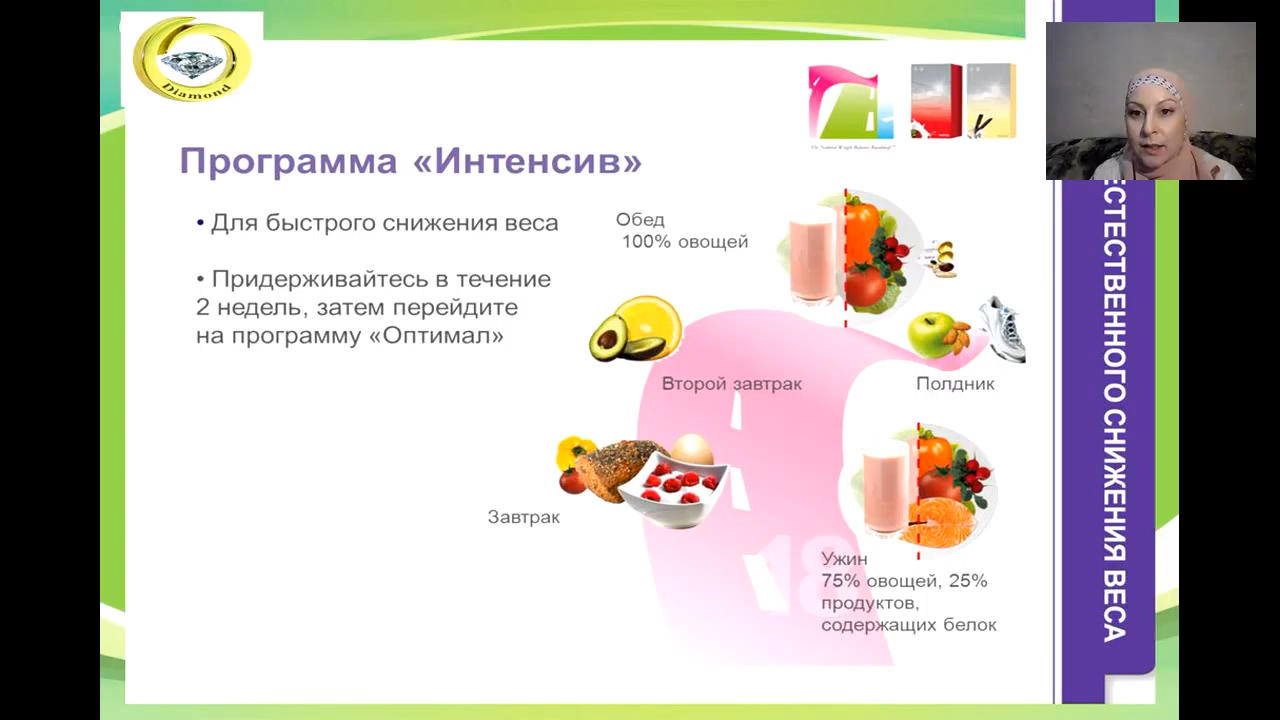 Diamond
Программа «Интенсив»
• Для быстрого снижения веса
• Придерживайтесь в течение
2 недель, затем перейдите
на программу «Оптимал»
Обед
100% овощей
Второй завтрак
Полдник
Завтрак
18
Ужин
75% овощей, 25%
продуктов,
содержащих белок
ЕСТЕСТВЕННОГО СНИЖЕНИЯ ВЕСА